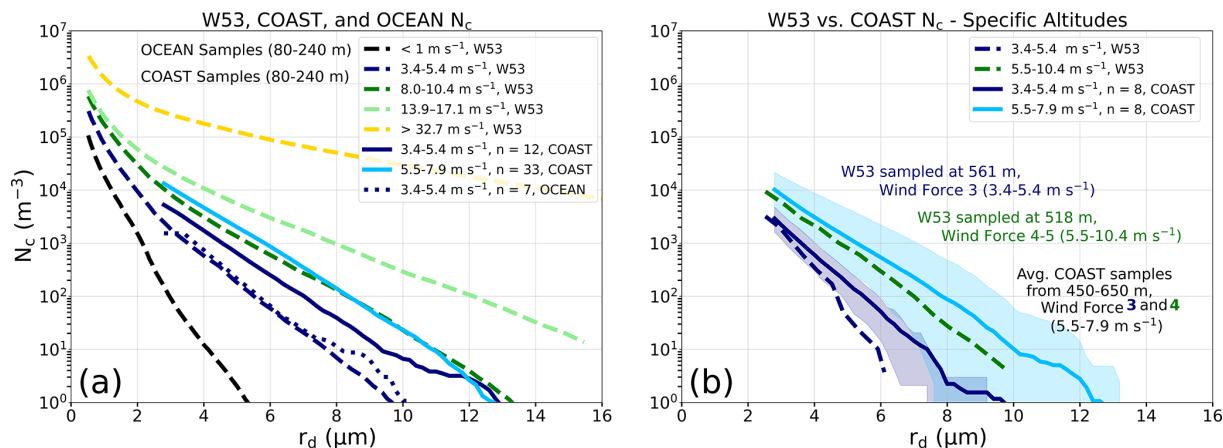 W53, COAST, and OCEAN N_c
OCEAN Samples (80-240 m)
COAST Samples (80-240 m)
< 1 m s⁻¹, W53
3.4-5.4 m s⁻¹, W53
8.0-10.4 m s⁻¹, W53
13.9-17.1 m s⁻¹, W53
> 32.7 m s⁻¹, W53
3.4-5.4 m s⁻¹, n = 12, COAST
5.5-7.9 m s⁻¹, n = 33, COAST
3.4-5.4 m s⁻¹, n = 7, OCEAN
N_c (m⁻³)
10⁷
10⁶
10⁵
10⁴
10³
10²
10¹
10⁰
(a)
0 2 4 6 8 10 12 14 16
r_d (μm)
W53 vs. COAST N_c - Specific Altitudes
3.4-5.4 m s⁻¹, W53
5.5-10.4 m s⁻¹, W53
3.4-5.4 m s⁻¹, n = 8, COAST
5.5-7.9 m s⁻¹, n = 8, COAST
W53 sampled at 561 m,
Wind Force 3 (3.4-5.4 m s⁻¹)
W53 sampled at 518 m,
Wind Force 4-5 (5.5-10.4 m s⁻¹)
Avg. COAST samples
from 450-650 m,
Wind Force 3 and 4
(5.5-7.9 m s⁻¹)
10⁷
10⁶
10⁵
10⁴
10³
10²
10¹
10⁰
(b)
0 2 4 6 8 10 12 14 16
r_d (μm)